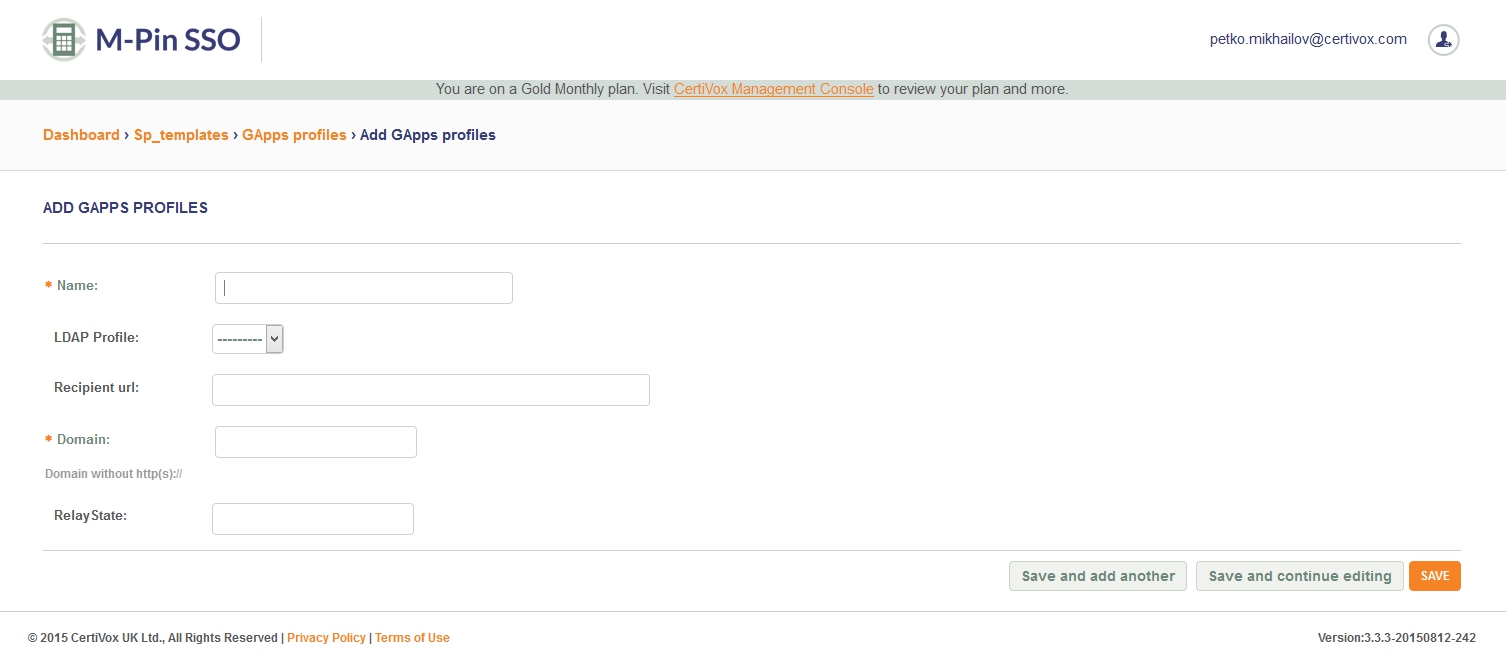 M-Pin SSO
petko.mikhailov@certivox.com
You are on a Gold Monthly plan. Visit CertiVox Management Console to review your plan and more.
Dashboard › Sp_templates › GApps profiles › Add GApps profiles
ADD GAPPS PROFILES
* Name:
LDAP Profile: ---------
Recipient url:
* Domain:
Domain without http(s)://
RelayState:
Save and add another Save and continue editing SAVE
© 2015 CertiVox UK Ltd., All Rights Reserved | Privacy Policy | Terms of Use Version:3.3.3-20150812-242